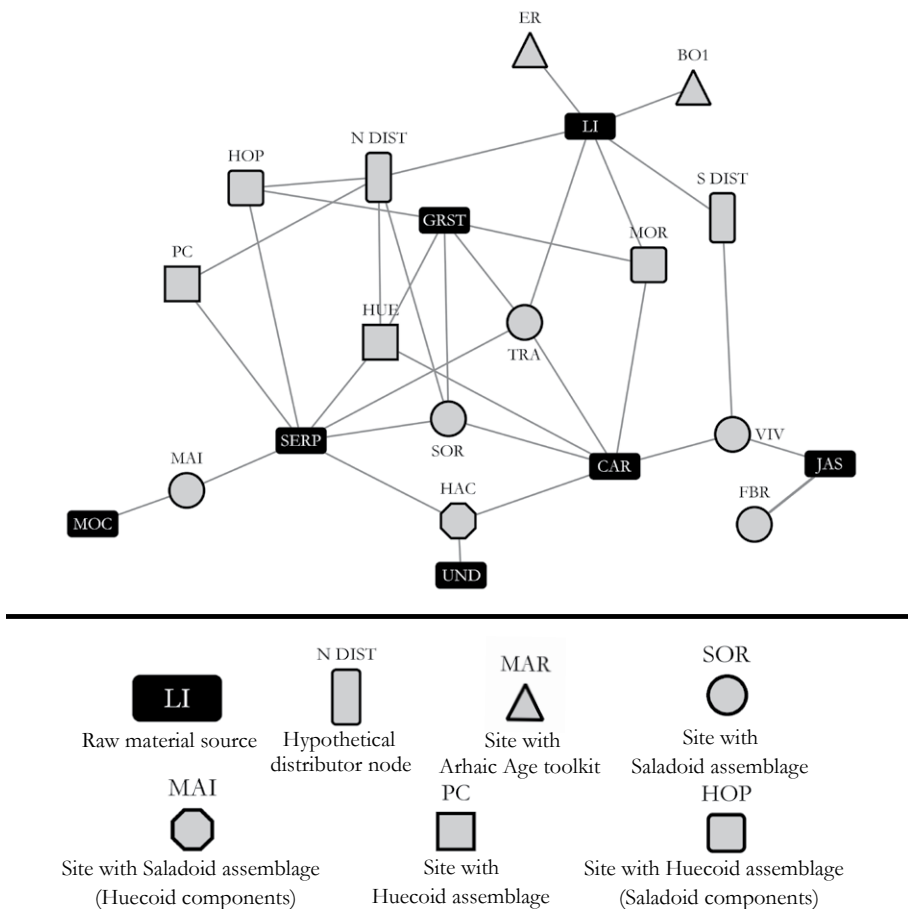 ER
BO1
LI
N DIST
HOP
S DIST
GRST
MOR
PC
HUE
TRA
SERP
SOR
VIV
CAR
JAS
MAI
HAC
FBR
MOC
UND
N DIST
MAR
SOR
LI
Raw material source
Hypothetical
distributor node
Site with
Arhaic Age toolkit
Site with
Saladoid assemblage
MAI
PC
HOP
Site with Saladoid assemblage
(Huecoid components)
Site with
Huecoid assemblage
Site with Huecoid assemblage
(Saladoid components)